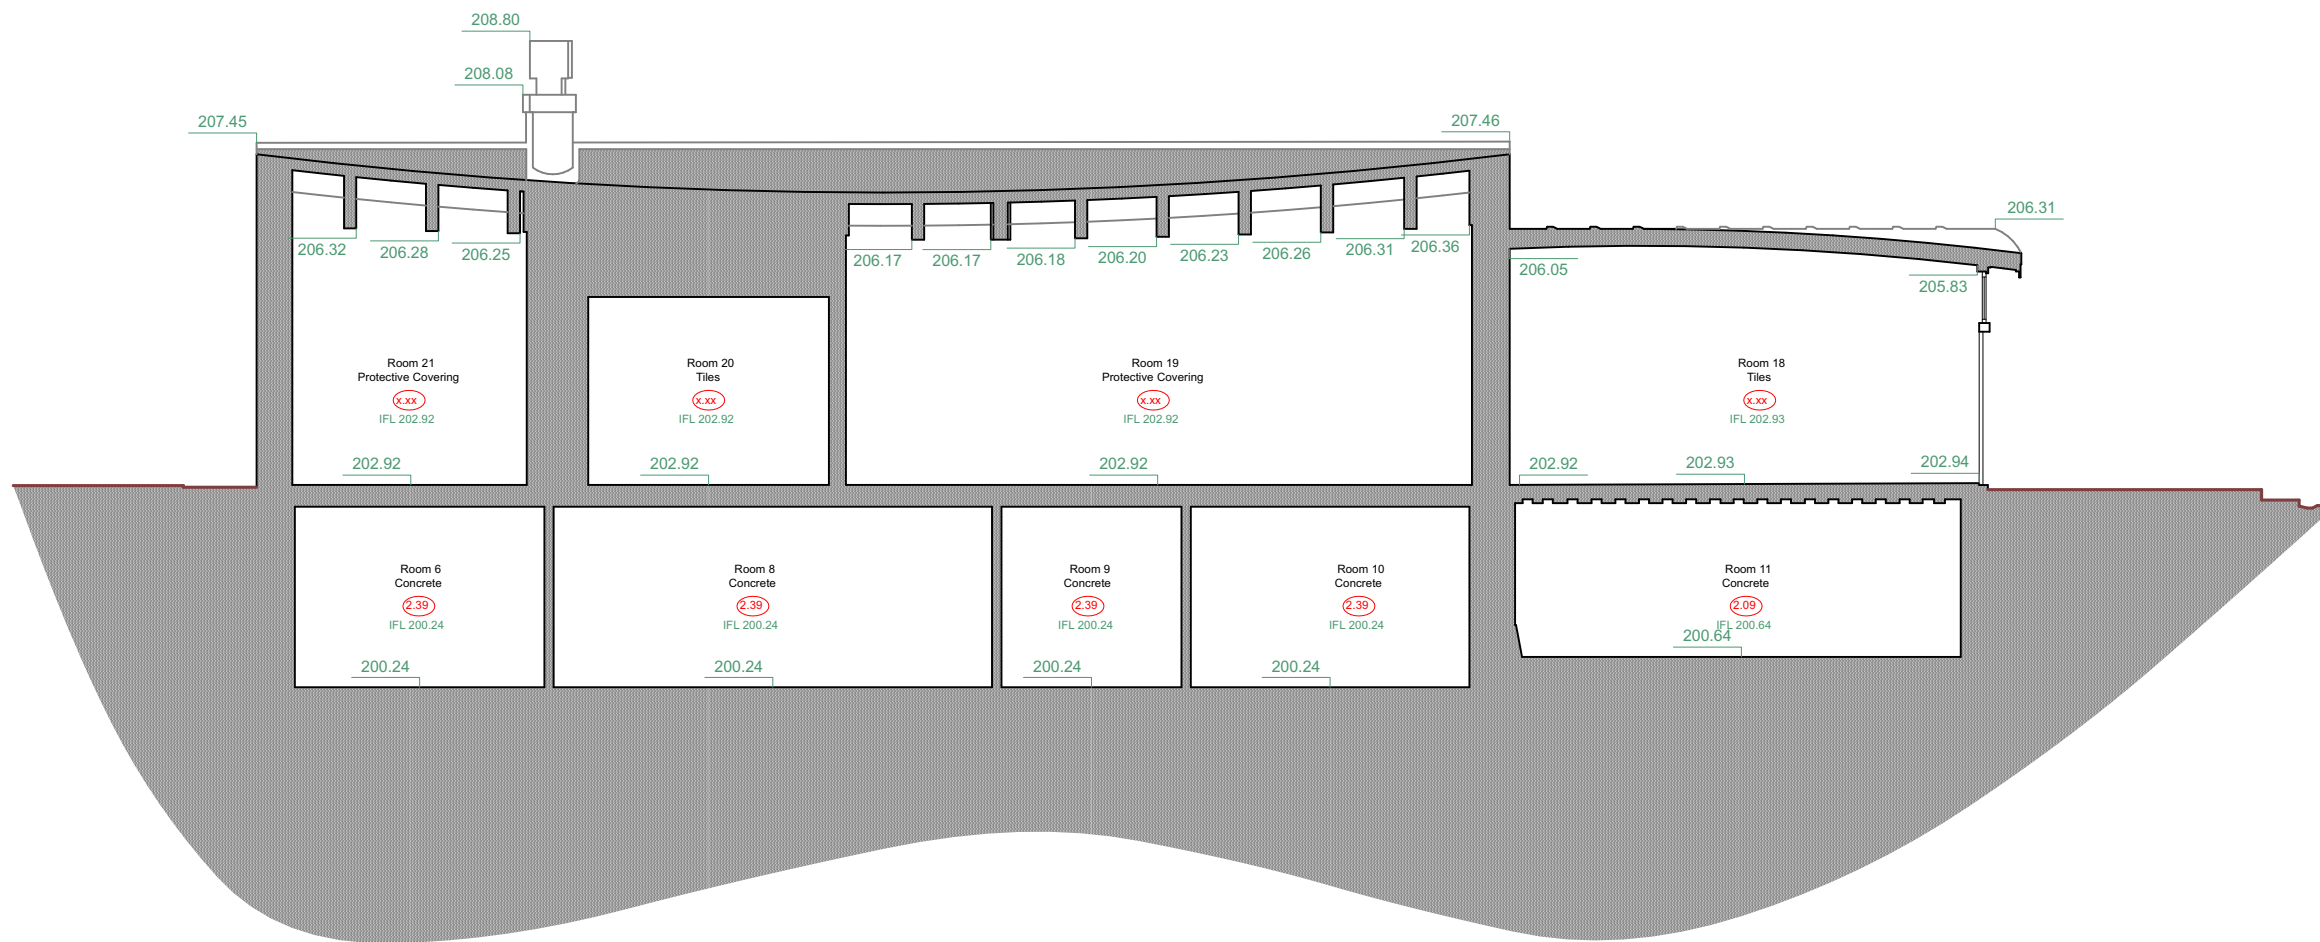 208.80
208.08
207.45
207.46
206.31
206.32
206.28
206.25
206.17
206.17
206.18
206.20
206.23
206.26
206.31
206.36
206.05
205.83
Room 21
Protective Covering
x.xx
IFL 202.92
Room 20
Tiles
x.xx
IFL 202.92
Room 19
Protective Covering
x.xx
IFL 202.92
Room 18
Tiles
x.xx
IFL 202.93
202.92
202.92
202.92
202.92
202.93
202.94
Room 6
Concrete
2.39
IFL 200.24
Room 8
Concrete
2.39
IFL 200.24
Room 9
Concrete
2.39
IFL 200.24
Room 10
Concrete
2.39
IFL 200.24
Room 11
Concrete
2.09
IFL 200.64
200.64
200.24
200.24
200.24
200.24